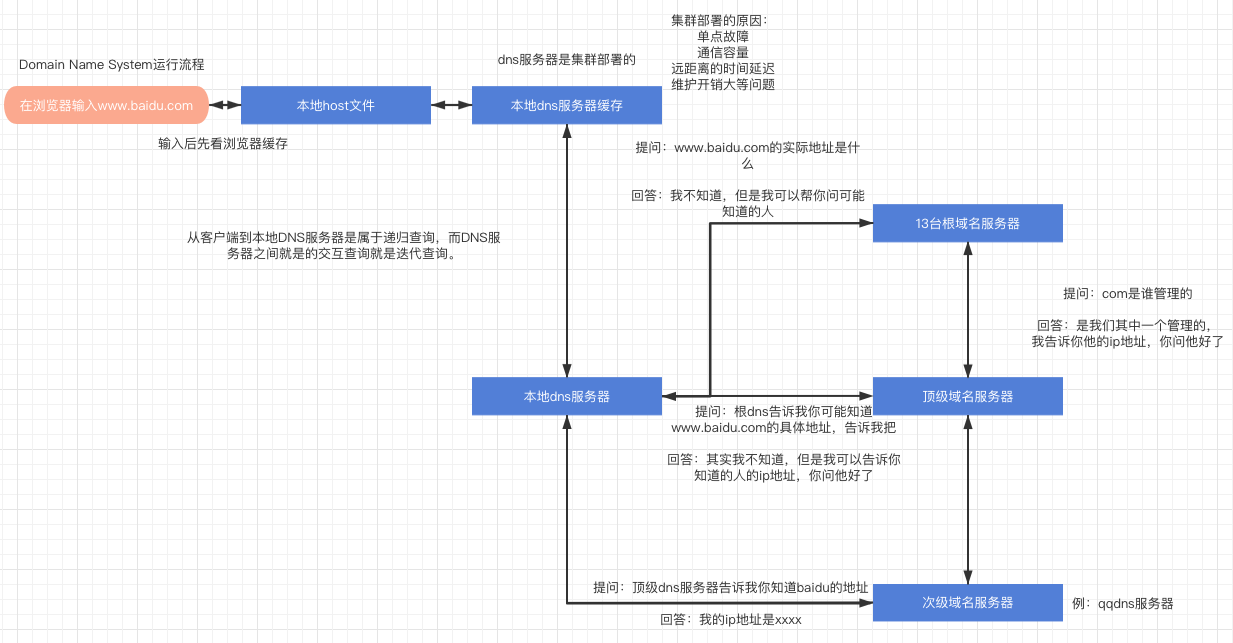 集群部署的原因：
单点故障
通信容量
远距离的时间延迟
维护开销大等问题
dns服务器是集群部署的
Domain Name System运行流程
在浏览器输入www.baidu.com
本地host文件
本地dns服务器缓存
输入后先看浏览器缓存
提问：www.baidu.com的实际地址是什
么
回答：我不知道，但是我可以帮你问可能
知道的人
13台根域名服务器
从客户端到本地DNS服务器是属于递归查询，而DNS服
务器之间就是的交互查询就是迭代查询。
提问：com是谁管理的
回答：是我们其中一个管理的，
我告诉你他的ip地址，你问他好了
本地dns服务器
顶级域名服务器
提问：根dns告诉我你可能知道
www.baidu.com的具体地址，告诉我把
回答：其实我不知道，但是我可以告诉你
知道的人的ip地址，你问他好了
提问：顶级dns服务器告诉我你知道baidu的地址
次级域名服务器
例：qqdns服务器
回答：我的ip地址是xxxx